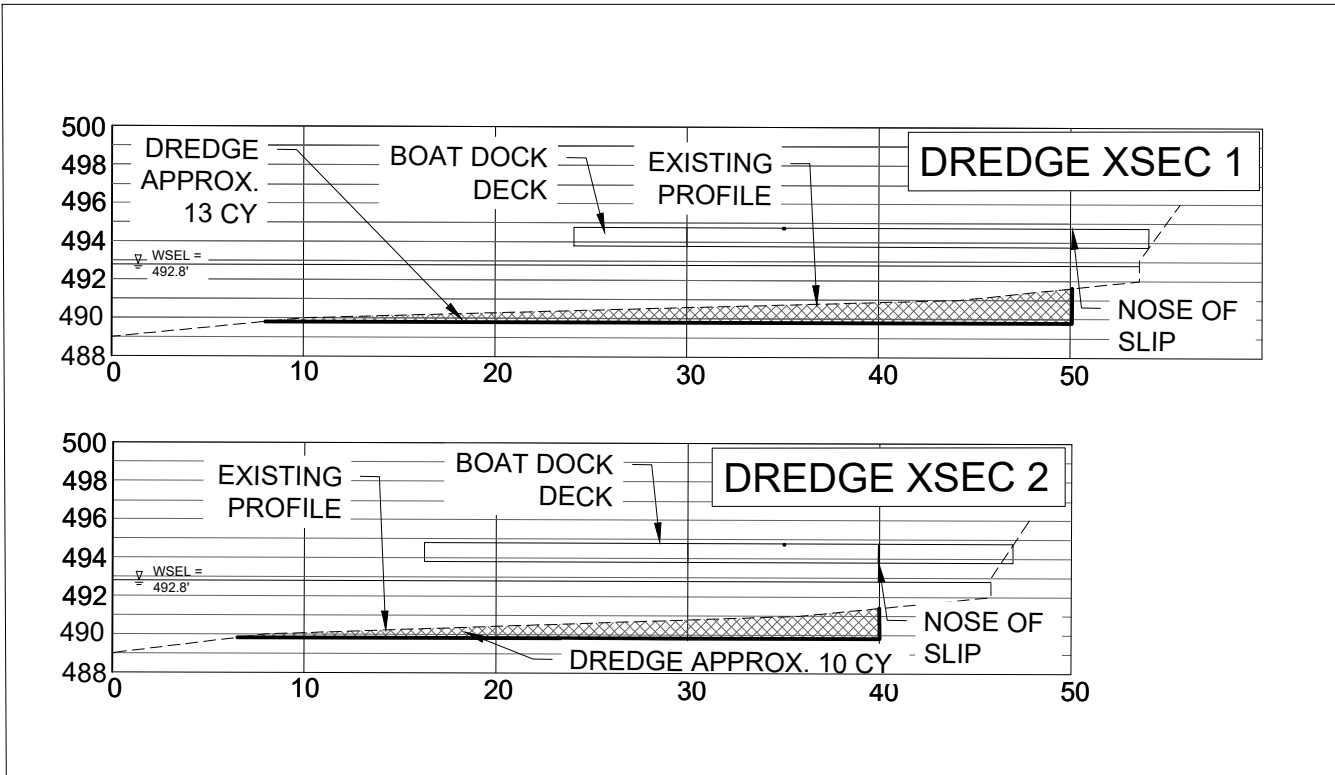 500
498
496
494
492
490
488
0
10
20
30
40
50
DREDGE
APPROX.
13 CY
BOAT DOCK
DECK
EXISTING
PROFILE
DREDGE XSEC 1
WSEL =
492.8'
NOSE OF
SLIP
500
498
496
494
492
490
488
0
10
20
30
40
50
EXISTING
PROFILE
BOAT DOCK
DECK
DREDGE XSEC 2
WSEL =
492.8'
NOSE OF
SLIP
DREDGE APPROX. 10 CY